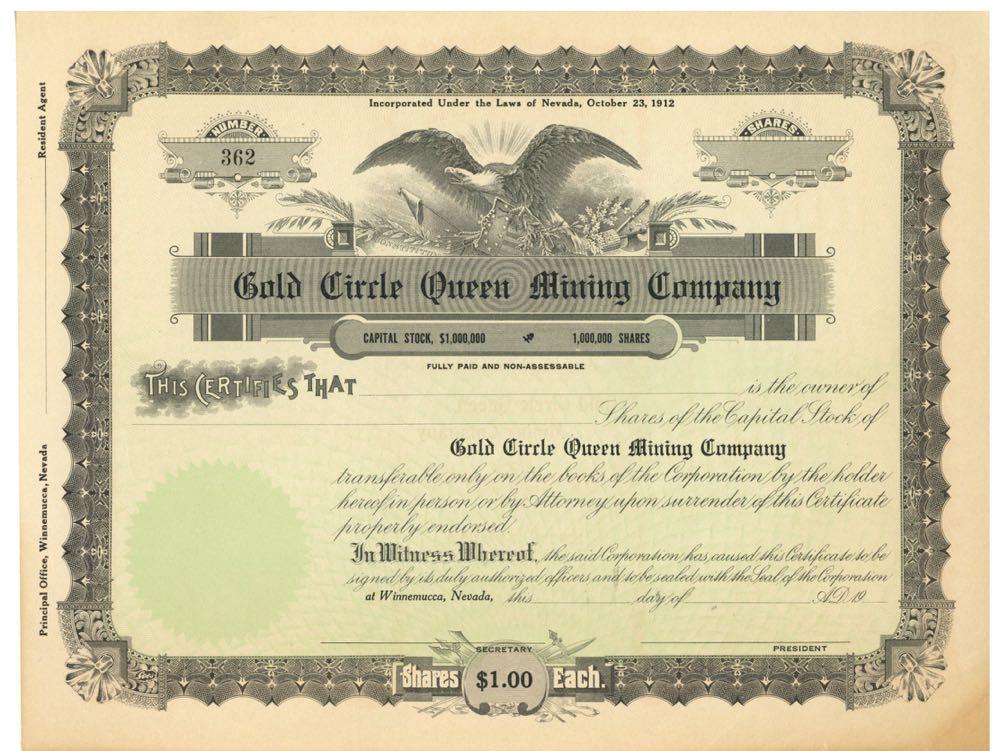 Incorporated Under the Laws of Nevada, October 23, 1912
NUMBER
362
SHARES
Gold Circle Queen Mining Company
CAPITAL STOCK, $1,000,000
1,000,000 SHARES
FULLY PAID AND NON-ASSESSABLE
THIS CERTIFIES THAT is the owner of
Shares of the Capital Stock of
Gold Circle Queen Mining Company
transferable only on the books of the Corporation by the holder
hereof in person or by Attorney upon surrender of this Certificate
properly endorsed.
In Witness Whereof, the said Corporation has caused this Certificate to be
signed by its duly authorized officers and to be sealed with the Seal of the Corporation
at Winnemucca, Nevada, this day of A.D. 19
SECRETARY
PRESIDENT
Shares $1.00 Each.
Resident Agent
Principal Office, Winnemucca, Nevada